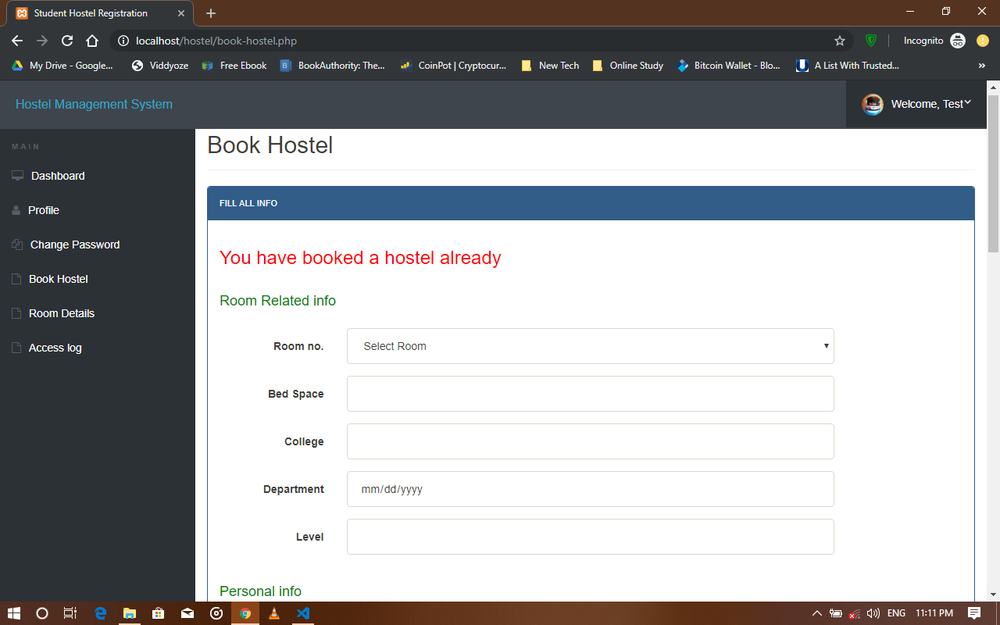 Student Hostel Registration
localhost/hostel/book-hostel.php
Incognito
My Drive - Google...
Viddyoze
Free Ebook
BookAuthority: The...
CoinPot | Cryptocur...
New Tech
Online Study
Bitcoin Wallet - Blo...
A List With Trusted...
»
Hostel Management System
Welcome, Test
MAIN
Dashboard
Profile
Change Password
Book Hostel
Room Details
Access log
Book Hostel
FILL ALL INFO
You have booked a hostel already
Room Related info
Room no.
Select Room
Bed Space
College
Department
mm/dd/yyyy
Level
Personal info
ENG
11:11 PM